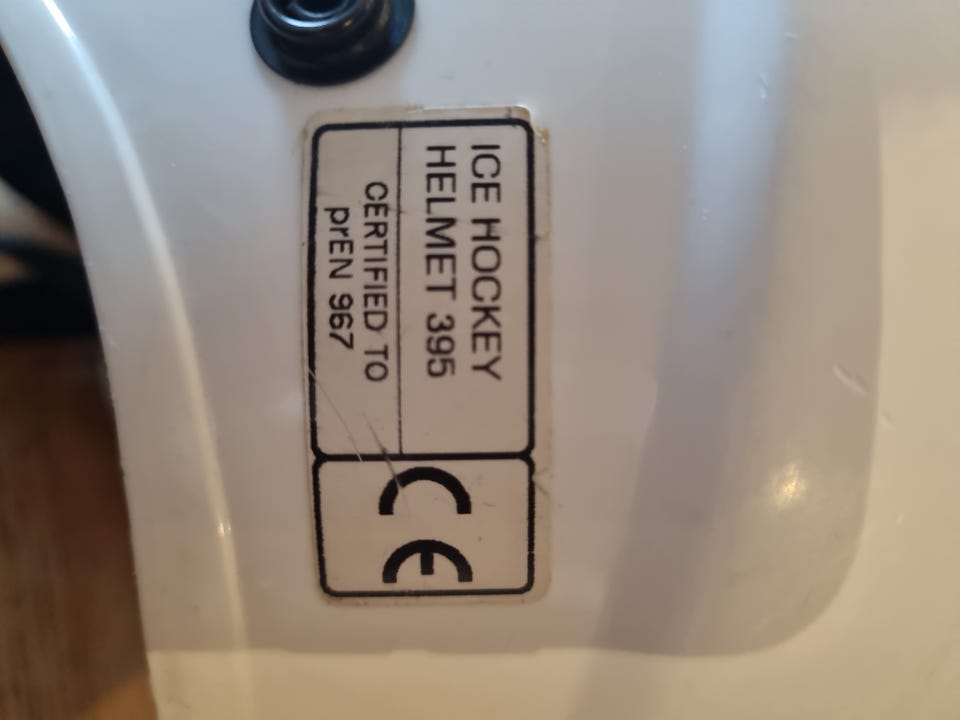 ICE HOCKEY
HELMET 395
CERTIFIED TO
prEN 967
CE